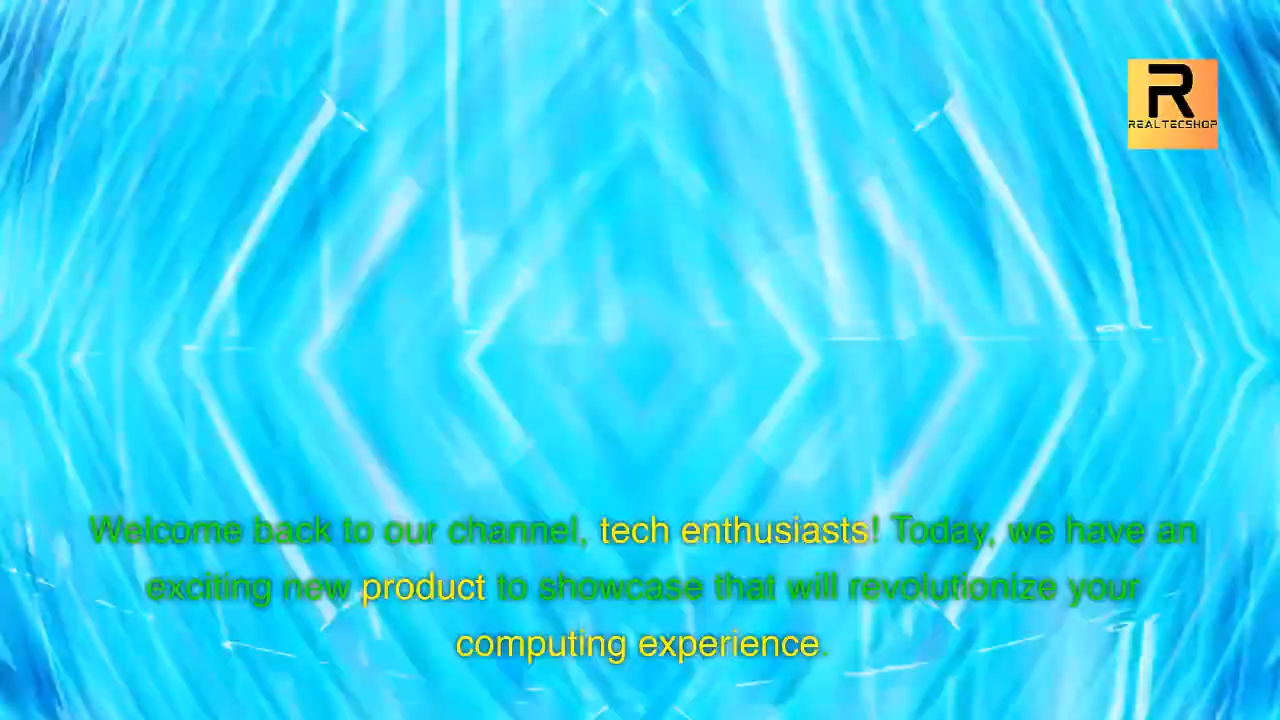 REALTECSHOP
Welcome back to our channel, tech enthusiasts! Today, we have an
exciting new product to showcase that will revolutionize your
computing experience.